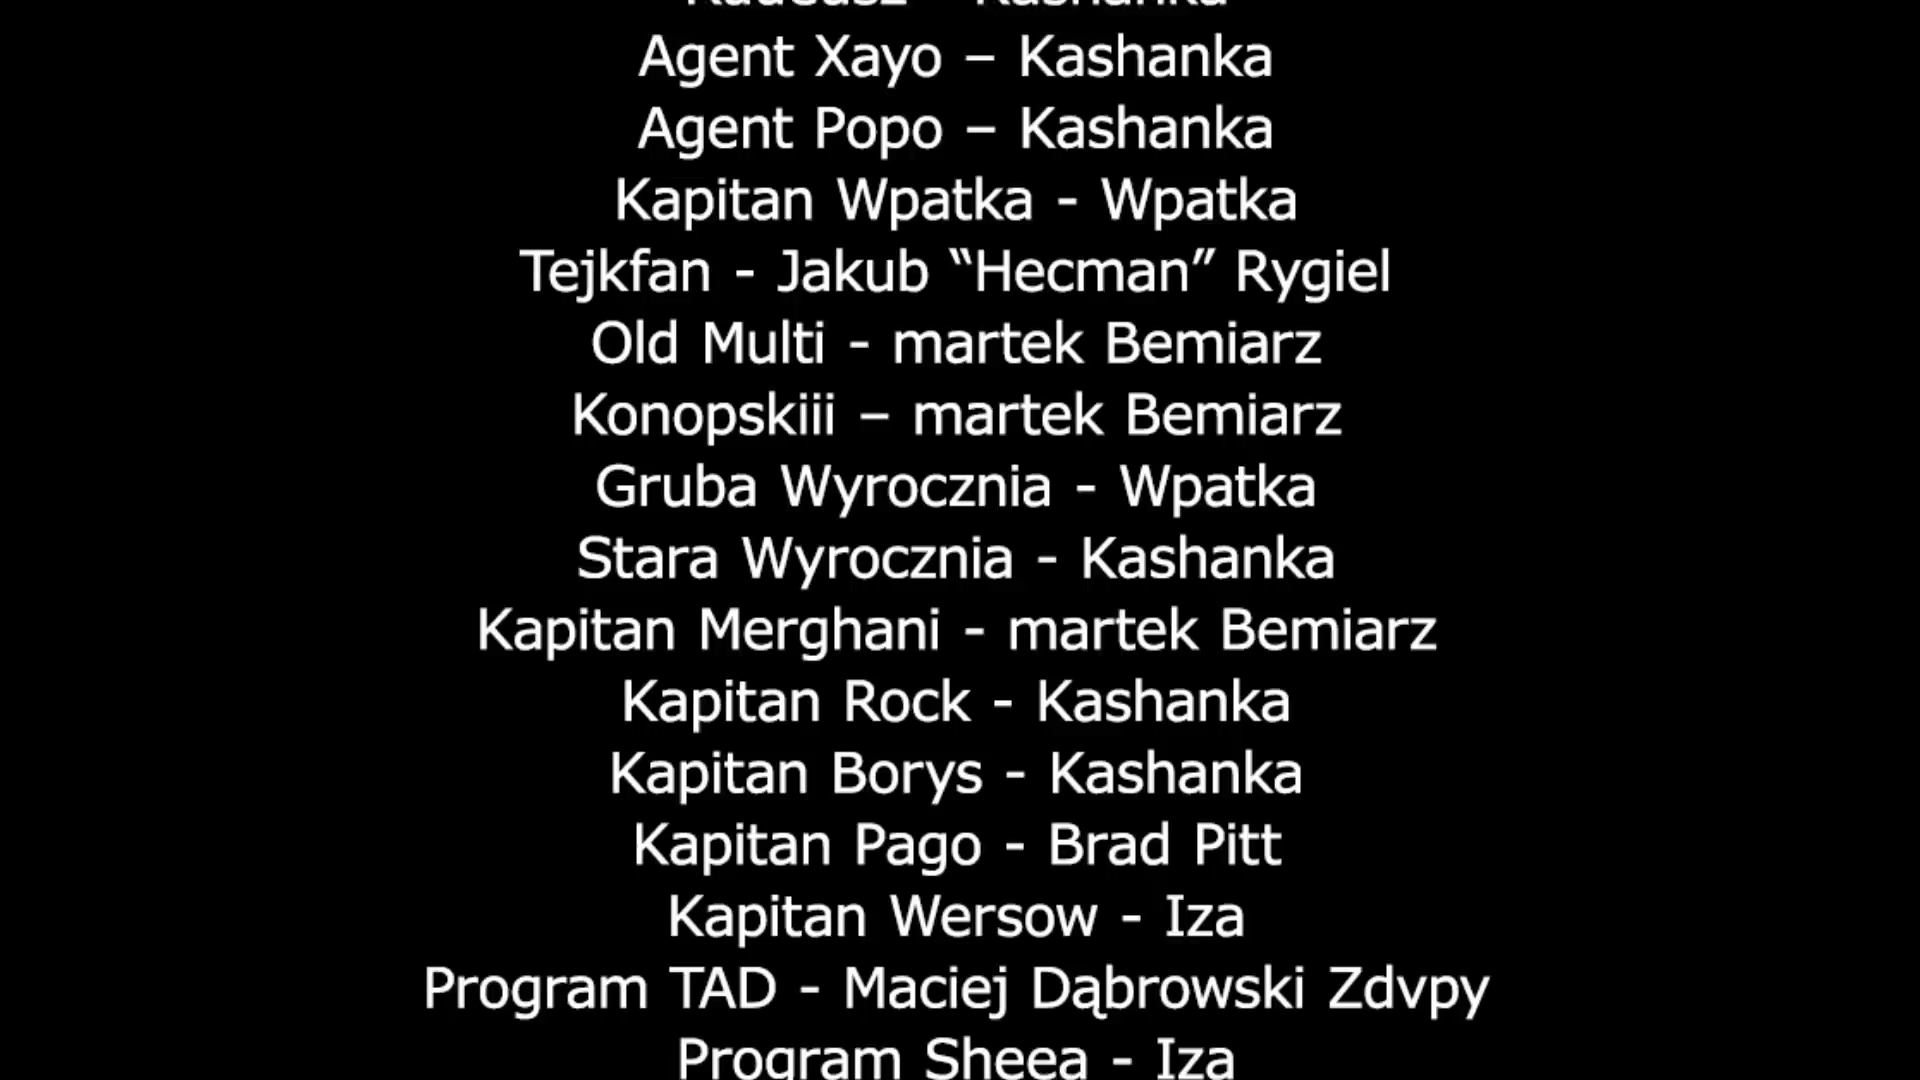 Kashanka
Agent Xayo – Kashanka
Agent Popo – Kashanka
Kapitan Wpatka - Wpatka
Tejkfan - Jakub “Hecman” Rygiel
Old Multi - martek Bemiarz
Konopskiii – martek Bemiarz
Gruba Wyrocznia - Wpatka
Stara Wyrocznia - Kashanka
Kapitan Merghani - martek Bemiarz
Kapitan Rock - Kashanka
Kapitan Borys - Kashanka
Kapitan Pago - Brad Pitt
Kapitan Wersow - Iza
Program TAD - Maciej Dąbrowski Zdvpy
Program Sheea - Iza